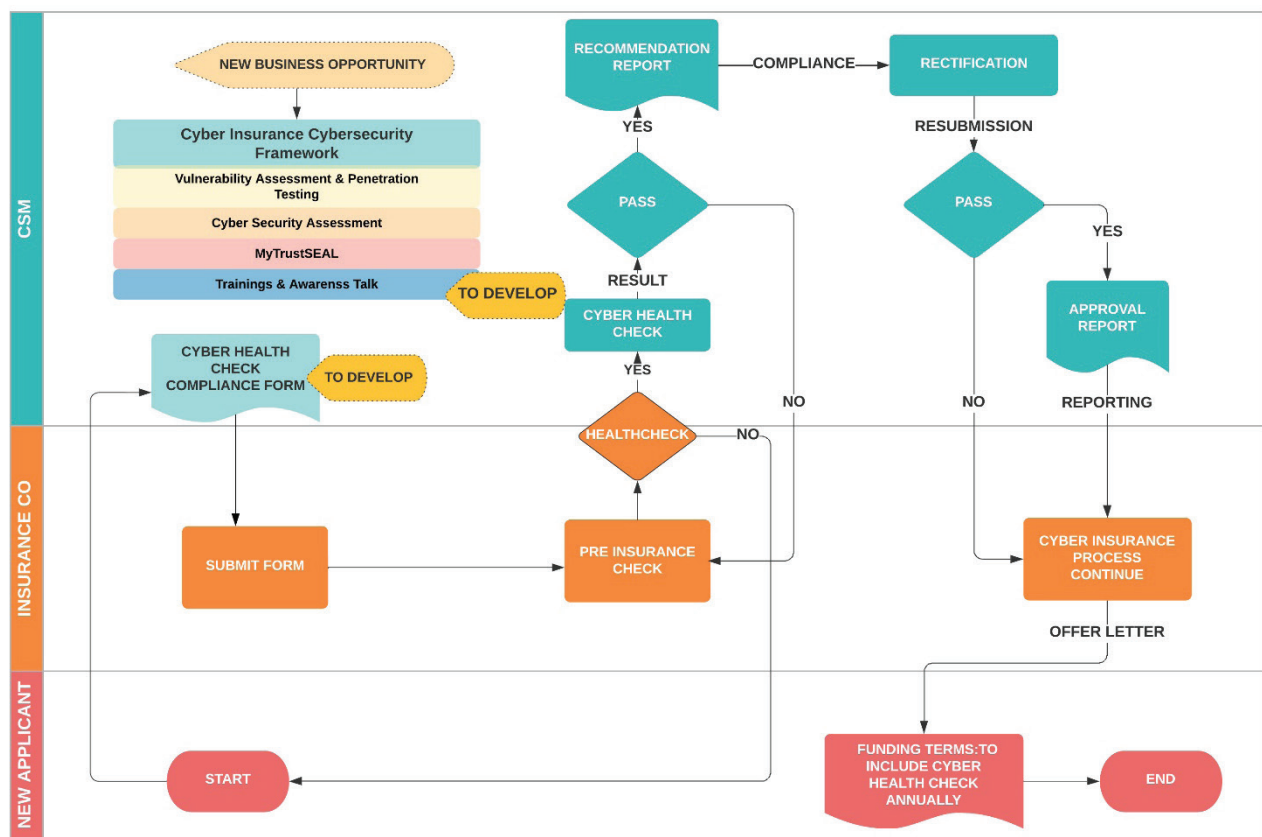 CSM
NEW BUSINESS OPPORTUNITY
Cyber Insurance Cybersecurity
Framework
Vulnerability Assessment & Penetration
Testing
Cyber Security Assessment
MyTrustSEAL
Trainings & Awarenss Talk
TO DEVELOP
CYBER HEALTH
CHECK
COMPLIANCE FORM
TO DEVELOP
RECOMMENDATION
REPORT
COMPLIANCE
RECTIFICATION
YES
RESUBMISSION
PASS
PASS
YES
RESULT
CYBER HEALTH
CHECK
APPROVAL
REPORT
YES
NO
NO
REPORTING
INSURANCE CO
HEALTHCHECK
NO
SUBMIT FORM
PRE INSURANCE
CHECK
CYBER INSURANCE
PROCESS
CONTINUE
OFFER LETTER
NEW APPLICANT
START
FUNDING TERMS:TO
INCLUDE CYBER
HEALTH CHECK
ANNUALLY
END